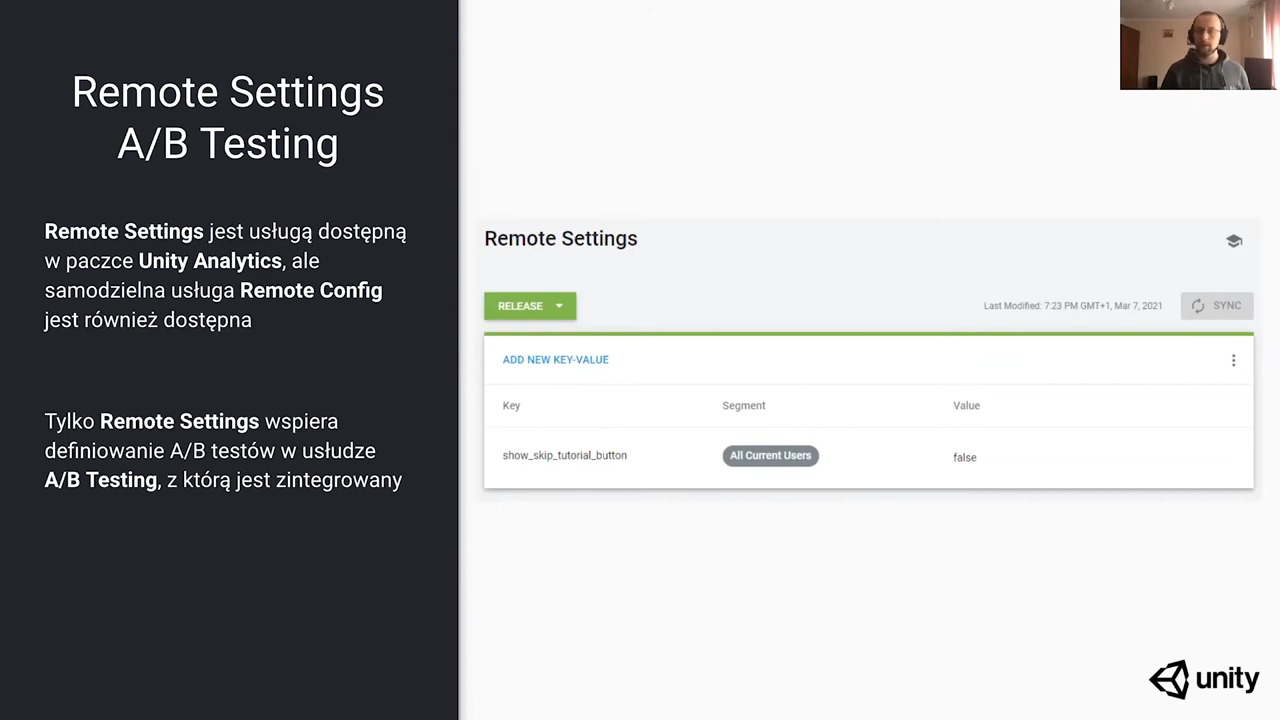 Remote Settings
A/B Testing
Remote Settings jest usługą dostępną
w paczce Unity Analytics, ale
samodzielna usługa Remote Config
jest również dostępna
Tylko Remote Settings wspiera
definiowanie A/B testów w usłudze
A/B Testing, z którą jest zintegrowany
Remote Settings
RELEASE
Last Modified: 7:23 PM GMT+1, Mar 7, 2021
SYNC
ADD NEW KEY-VALUE
Key Segment Value
show_skip_tutorial_button All Current Users false
unity